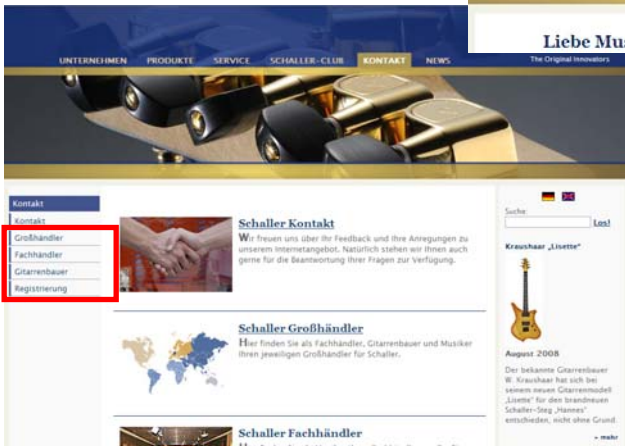 Liebe Mus
UNTERNEHMEN PRODUKTE SERVICE SCHALLER-CLUB KONTAKT NEWS
The Original Innovators
Kontakt
Kontakt
Großhändler
Fachhändler
Gitarrenbauer
Registrierung
Schaller Kontakt
Wir freuen uns über Ihr Feedback und Ihre Anregungen zu
unserem Internetangebot. Natürlich stehen wir Ihnen auch
gerne für die Beantwortung Ihrer Fragen zur Verfügung.
Schaller Großhändler
Hier finden Sie als Fachhändler, Gitarrenbauer und Musiker
Ihren jeweiligen Großhändler für Schaller.
Schaller Fachhändler
Suche
Los!
Kraushaar „Lisette"
August 2008
Der bekannte Gitarrenbauer
W. Kraushaar hat sich bei
seinem neuen Gitarrenmodell
„Lisette" für den brandneuen
Schaller-Steg „Hannes"
entschieden, nicht ohne Grund.
mehr